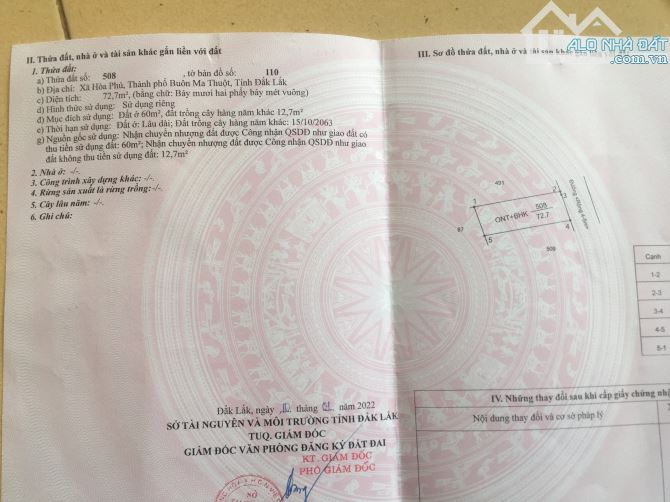 ALO NHÀ ĐẤT
.com.vn
II. Thửa đất, nhà ở và tài sản khác gắn liền với đất
1. Thửa đất:
a) Thửa đất số: 508 , tờ bản đồ số: 110
b) Địa chỉ: Xã Hòa Phú, Thành phố Buôn Ma Thuột, Tỉnh Đắk Lắk
c) Diện tích: 72,7m², (bằng chữ: Bảy mươi hai phẩy bảy mét vuông)
d) Hình thức sử dụng: Sử dụng riêng
đ) Mục đích sử dụng: Đất ở 60m², đất trồng cây hàng năm khác 12,7m²
e) Thời hạn sử dụng: Đất ở: Lâu dài; Đất trồng cây hàng năm khác: 15/10/2063
g) Nguồn gốc sử dụng: Nhận chuyển nhượng đất được Công nhận QSDĐ như giao đất có
thu tiền sử dụng đất: 60m²; Nhận chuyển nhượng đất được Công nhận QSDĐ như giao
đất không thu tiền sử dụng đất: 12,7m²
2. Nhà ở: -/-.
3. Công trình xây dựng khác: -/-.
4. Rừng sản xuất là rừng trồng: -/-.
5. Cây lâu năm: -/-.
6. Ghi chú:
Đắk Lắk, ngày tháng năm 2022
SỞ TÀI NGUYÊN VÀ MÔI TRƯỜNG TỈNH ĐẮK LẮK
TUQ. GIÁM ĐỐC
GIÁM ĐỐC VĂN PHÒNG ĐĂNG KÝ ĐẤT ĐAI
KT. GIÁM ĐỐC
PHÓ GIÁM ĐỐC
SỞ
III. Sơ đồ thửa đất, nhà ở và tài sản khác
491
1
2
3
ONT+BHK
508
72.7
87
5
4
509
Cạnh
1-2
2-3
3-4
4-5
5-1
IV. Những thay đổi sau khi cấp giấy chứng nhận
Nội dung thay đổi và cơ sở pháp lý